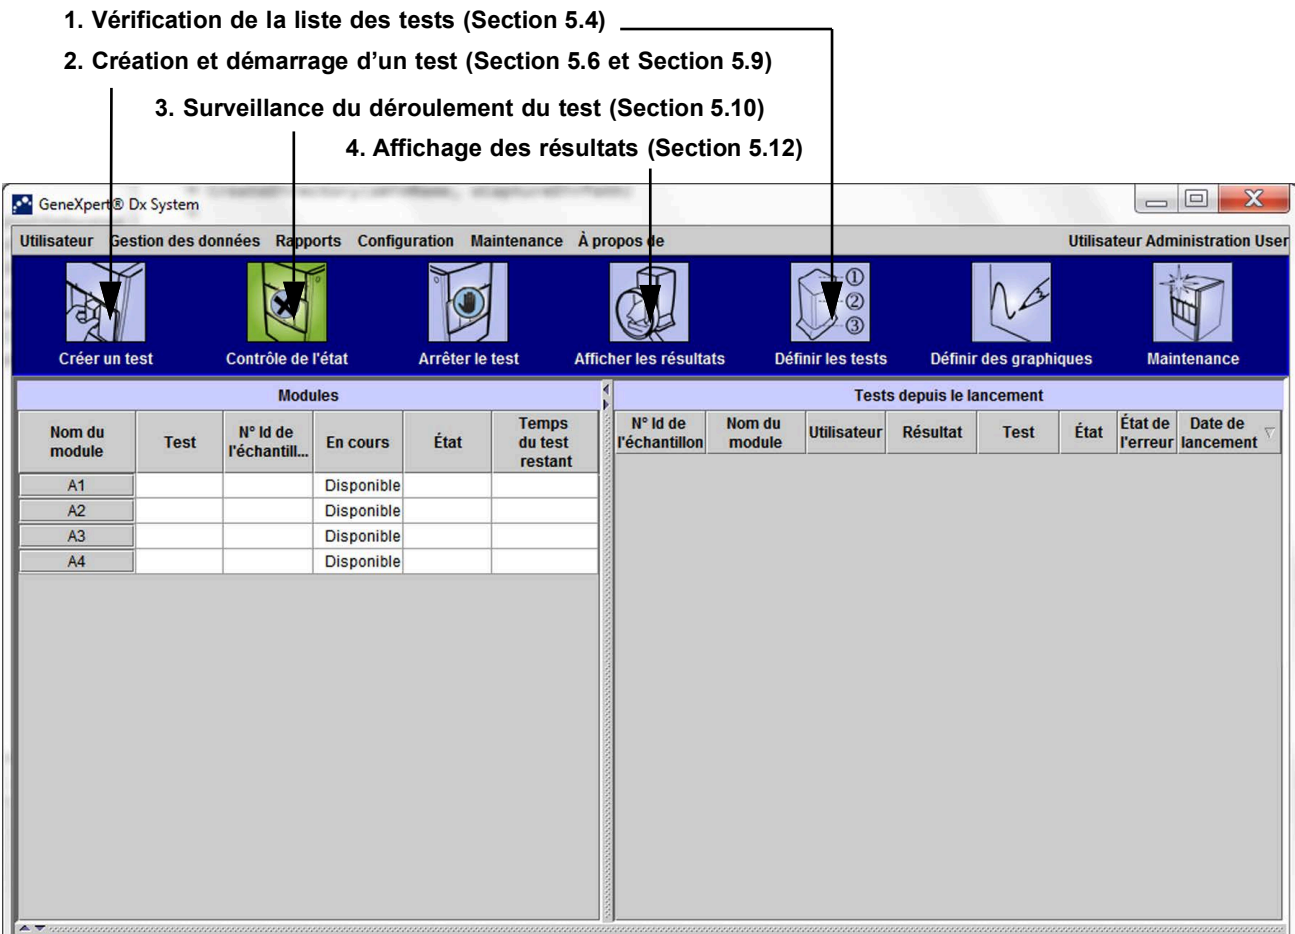 1. Vérification de la liste des tests (Section 5.4)
2. Création et démarrage d’un test (Section 5.6 et Section 5.9)
3. Surveillance du déroulement du test (Section 5.10)
4. Affichage des résultats (Section 5.12)
GeneXpert® Dx System
Utilisateur Gestion des données Rapports Configuration Maintenance À propos de Utilisateur Administration User
① ② ③
Créer un test Contrôle de l'état Arrêter le test Afficher les résultats Définir les tests Définir des graphiques Maintenance
Modules
Nom du module Test N° Id de l'échantill... En cours État Temps du test restant
A1 Disponible
A2 Disponible
A3 Disponible
A4 Disponible
Tests depuis le lancement
N° Id de l'échantillon Nom du module Utilisateur Résultat Test État État de l'erreur Date de lancement